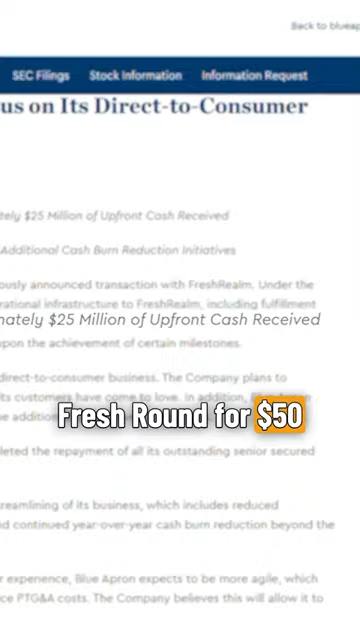 Back to blueap
SEC Filings Stock Information Information Request
us on Its Direct-to-Consumer
tely $25 Million of Upfront Cash Received
Additional Cash Burn Reduction Initiatives
ously announced transaction with FreshRealm. Under the
rational infrastructure to FreshRealm, including fulfillment
nately $25 Million of Upfront Cash Received
upon the achievement of certain milestones.
direct-to-consumer business. The Company plans to
its customers have come to love. In addition,
Fresh Round for $50
e addition
leted the repayment of all its outstanding senior secured
reamlining of its business, which includes reduced
d continued year-over-year cash burn reduction beyond the
r experience, Blue Apron expects to be more agile, which
ce PTG&A costs. The Company believes this will allow it to